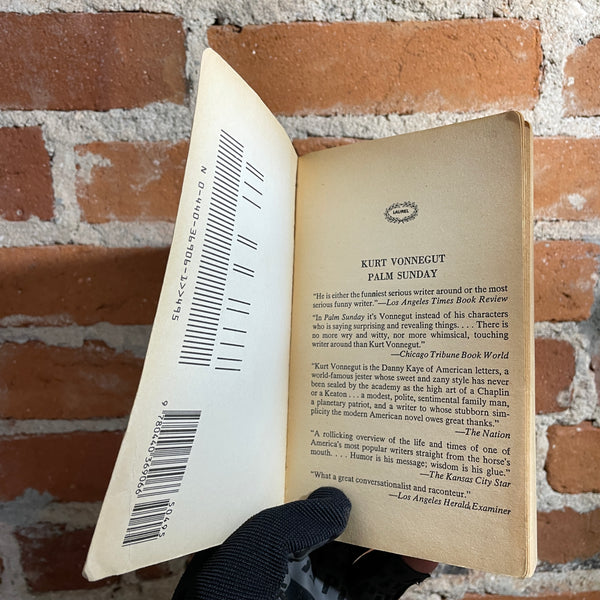 N 0-440-36906-1>>495
9780440369066
50495
LAUREL
KURT VONNEGUT
PALM SUNDAY
"He is either the funniest serious writer around or the most
serious funny writer."—Los Angeles Times Book Review
"In Palm Sunday it's Vonnegut instead of his characters
who is saying surprising and revealing things. . . . There is
no more wry and witty, nor more whimsical, touching
writer around than Kurt Vonnegut."
—Chicago Tribune Book World
"Kurt Vonnegut is the Danny Kaye of American letters, a
world-famous jester whose sweet and zany style has never
been sealed by the academy as the high art of a Chaplin
or a Keaton . . . a modest, polite, sentimental family man,
a planetary patriot, and a writer to whose stubborn sim-
plicity the modern American novel owes great thanks."
—The Nation
"A rollicking overview of the life and times of one of
America's most popular writers straight from the horse's
mouth. . . . Humor is his message; wisdom is his glue."
—The Kansas City Star
"What a great conversationalist and raconteur."
—Los Angeles Herald Examiner